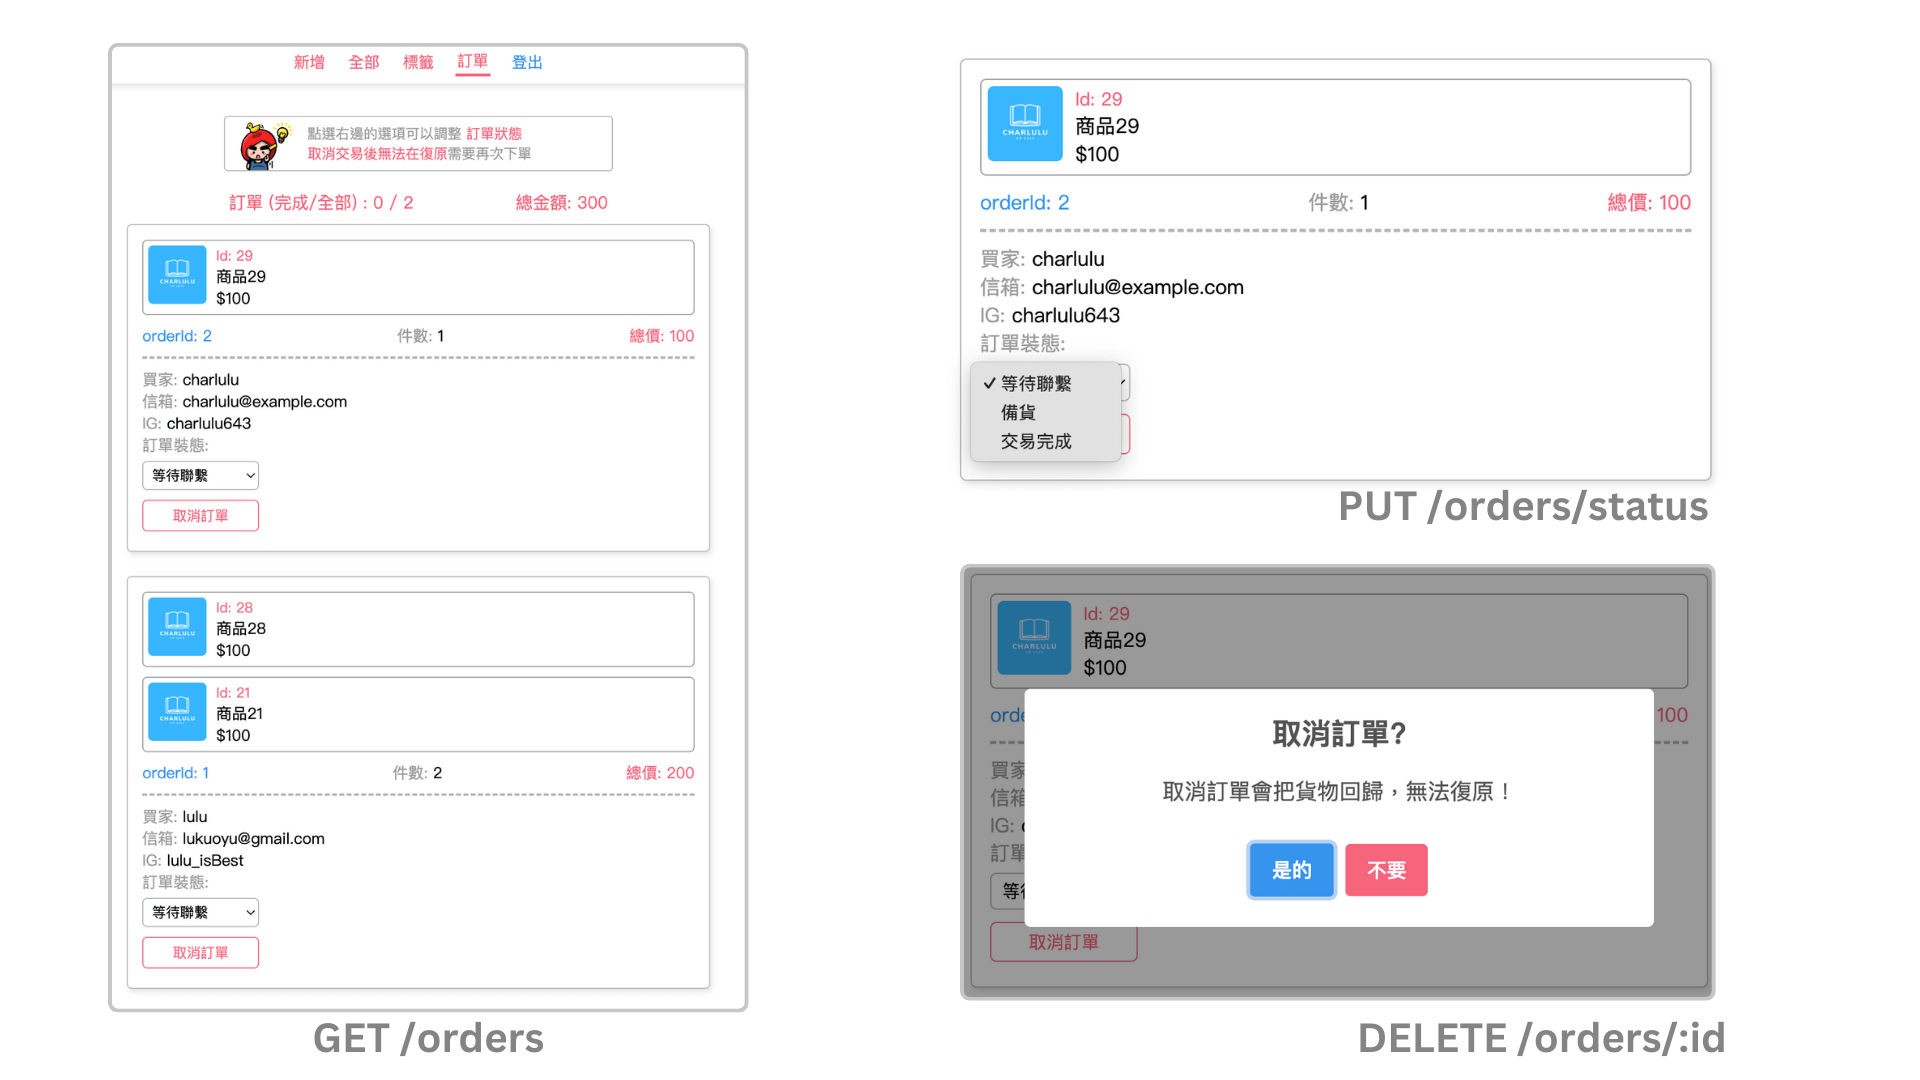 新增 全部 標籤 訂單 登出
點選右邊的選項可以調整 訂單狀態
取消交易後無法在復原需要再次下單
訂單 (完成/全部) : 0 / 2 總金額: 300
CHARLULU
Id: 29
商品29
$100
orderId: 2 件數: 1 總價: 100
買家: charlulu
信箱: charlulu@example.com
IG: charlulu643
訂單裝態:
等待聯繫
取消訂單
CHARLULU
Id: 28
商品28
$100
CHARLULU
Id: 21
商品21
$100
orderId: 1 件數: 2 總價: 200
買家: lulu
信箱: lukuoyu@gmail.com
IG: lulu_isBest
訂單裝態:
等待聯繫
取消訂單
GET /orders
CHARLULU
Id: 29
商品29
$100
orderId: 2 件數: 1 總價: 100
買家: charlulu
信箱: charlulu@example.com
IG: charlulu643
訂單裝態:
等待聯繫
備貨
交易完成
PUT /orders/status
CHARLULU
Id: 29
商品29
$100
orde 100
買家
信箱
IG:
訂單
等
取消訂單?
取消訂單會把貨物回歸，無法復原！
是的 不要
取消訂單
DELETE /orders/:id